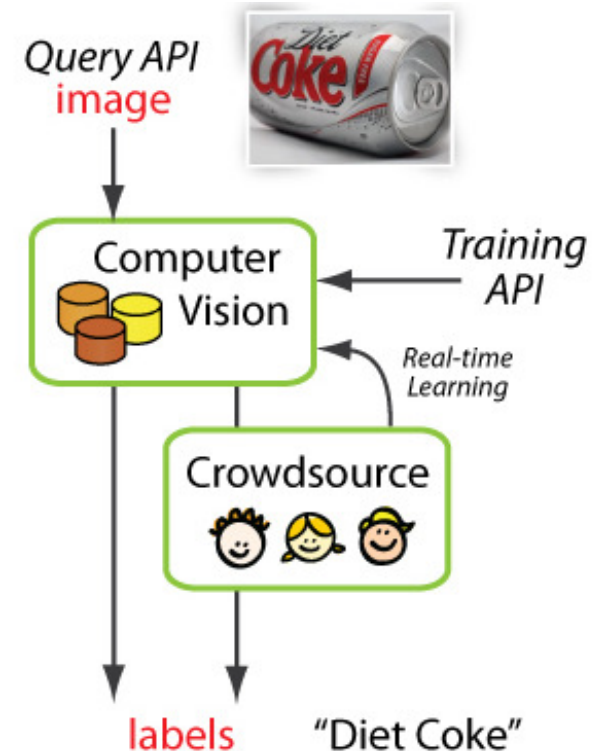 Query API
image
Diet
Coke
Computer
Vision
Training
API
Real-time
Learning
Crowdsource
labels "Diet Coke"